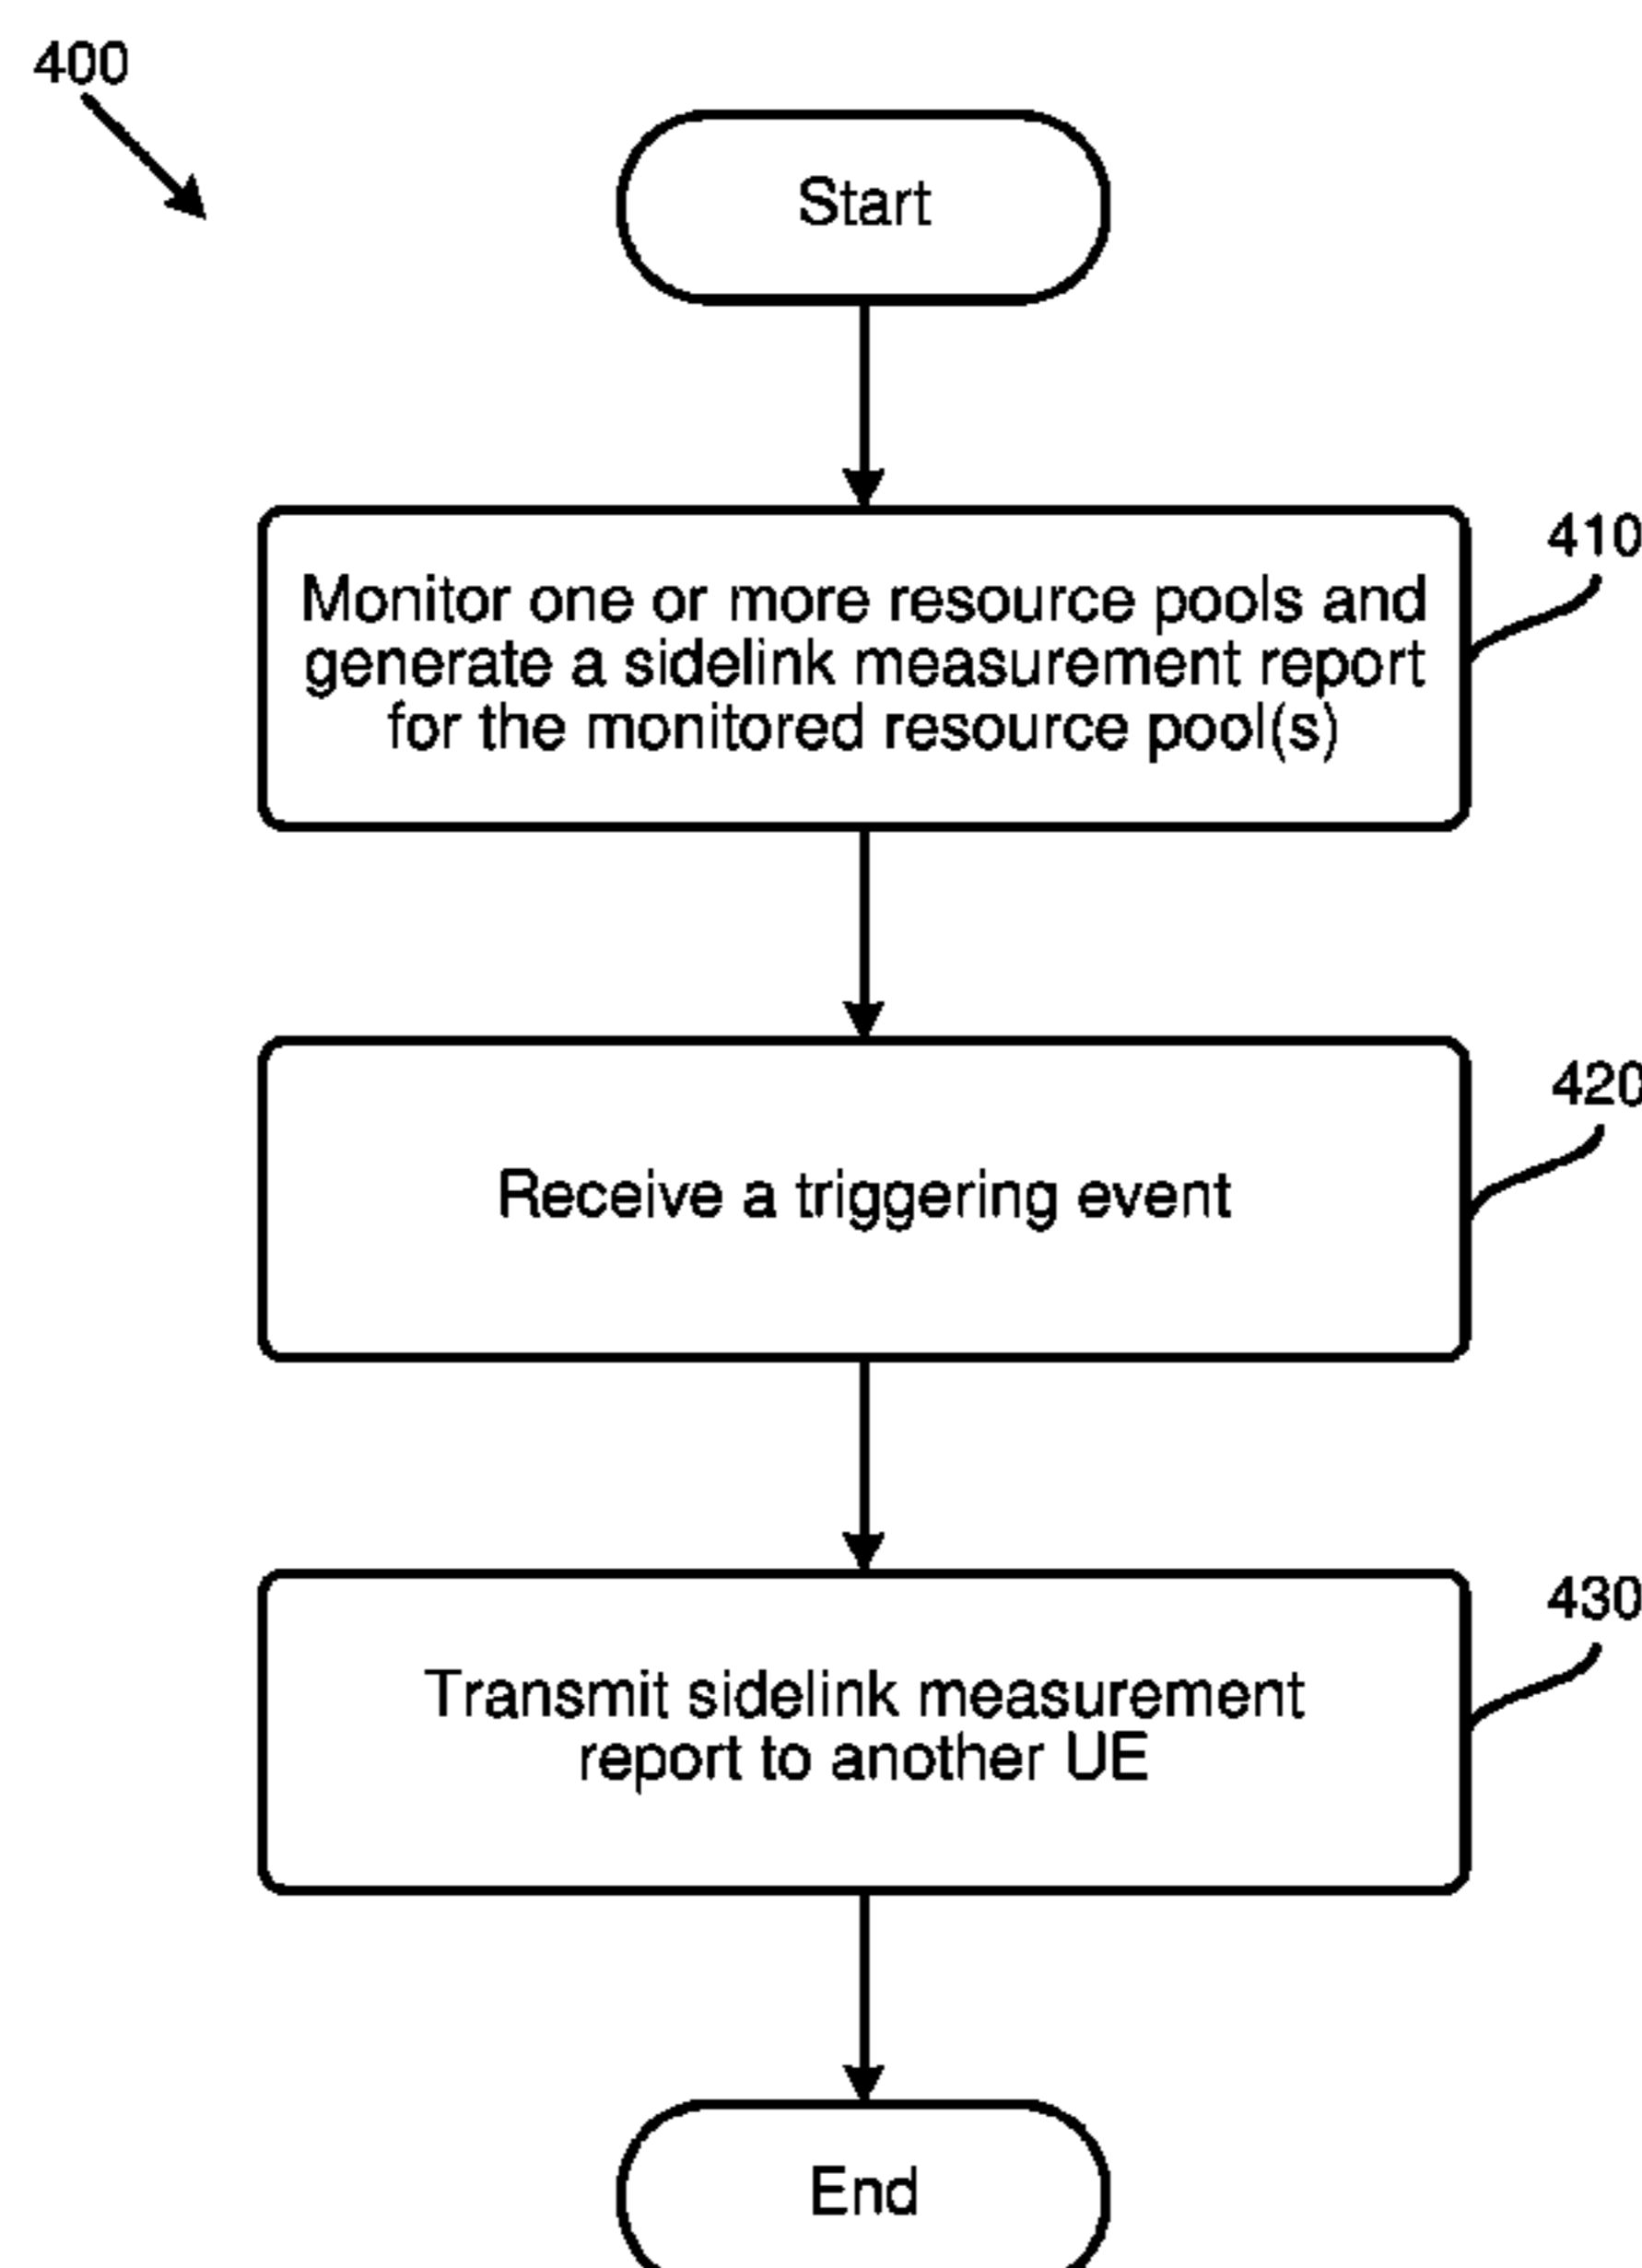 400
Start
410
Monitor one or more resource pools and
generate a sidelink measurement report
for the monitored resource pool(s)
420
Receive a triggering event
430
Transmit sidelink measurement
report to another UE
End